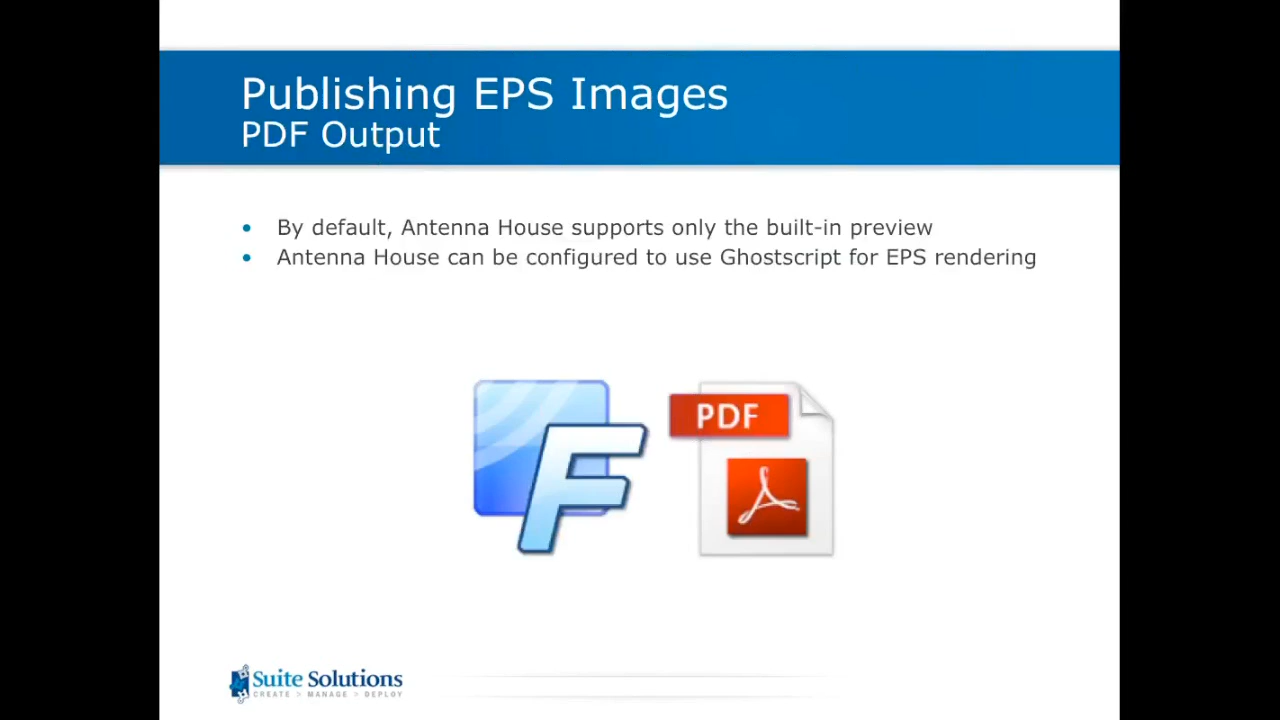 Publishing EPS Images
PDF Output
• By default, Antenna House supports only the built-in preview
• Antenna House can be configured to use Ghostscript for EPS rendering
F
PDF
Suite Solutions
CREATE > MANAGE > DEPLOY